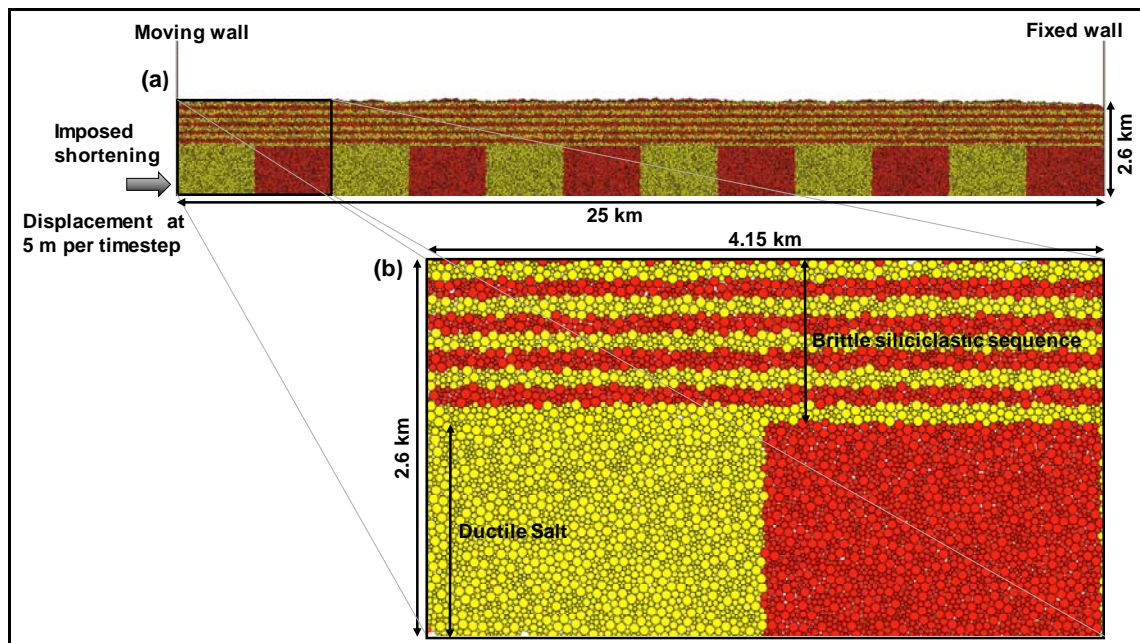 Moving wall
Fixed wall
(a)
Imposed
shortening
Displacement at
5 m per timestep
2.6 km
25 km
4.15 km
(b)
Brittle siliciclastic sequence
2.6 km
Ductile Salt